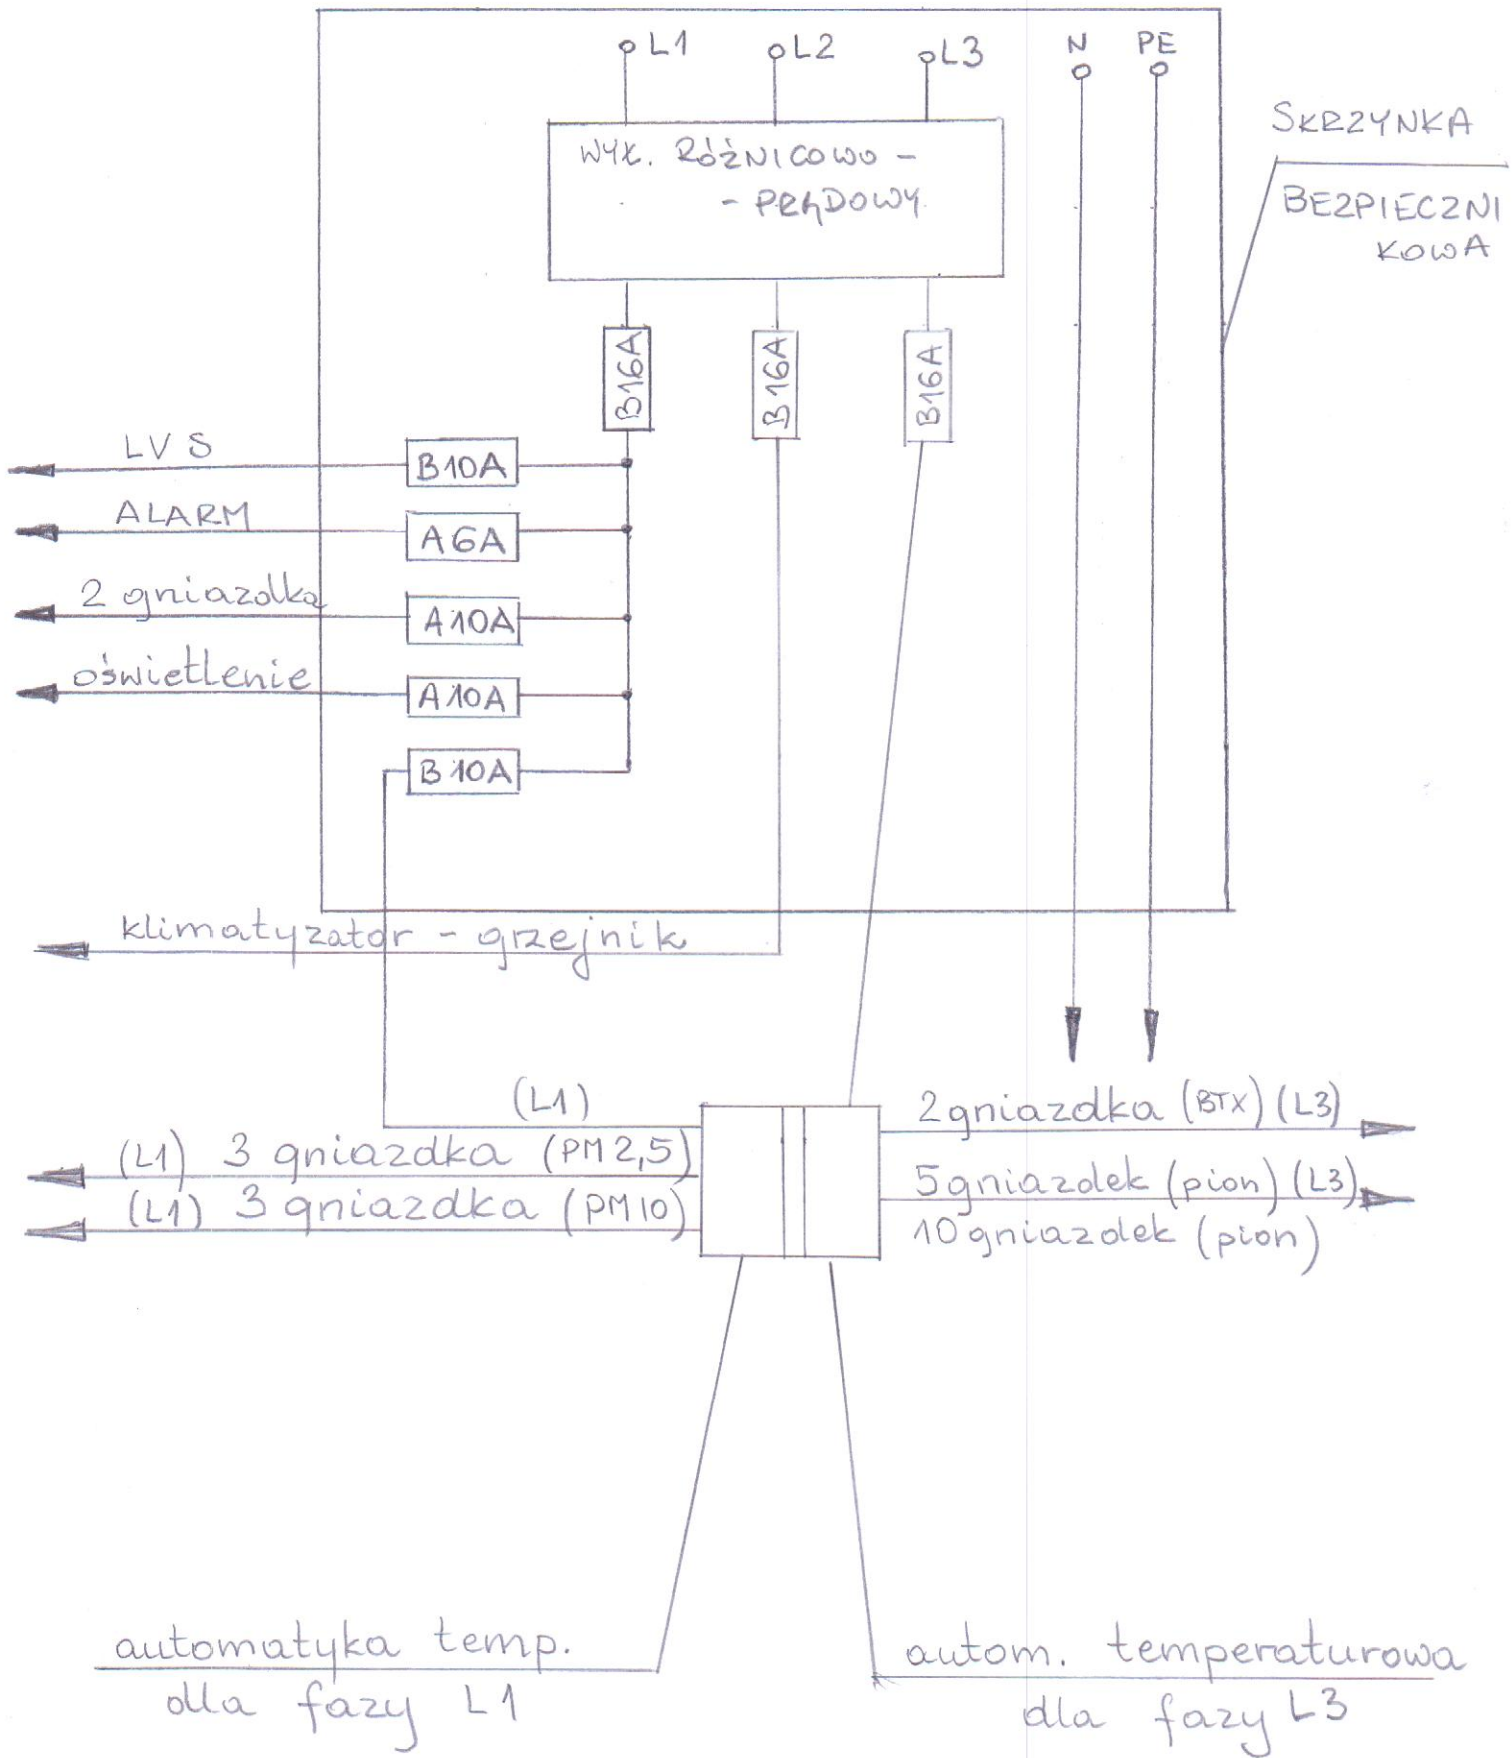 L1
L2
L3
N
PE
WYŁ. RÓŻNICOWO -
- PRĄDOWY
SKRZYNKA
BEZPIECZNI
KOWA
B16A
B16A
B16A
LVS
B10A
ALARM
A6A
2 gniazdka
A10A
oświetlenie
A10A
B10A
klimatyzator - grzejnik
(L1)
2 gniazdka (BTX) (L3)
(L1) 3 gniazdka (PM2,5)
5 gniazdek (pion) (L3)
(L1) 3 gniazdka (PM10)
10 gniazdek (pion)
automatyka temp.
dla fazy L1
autom. temperaturowa
dla fazy L3